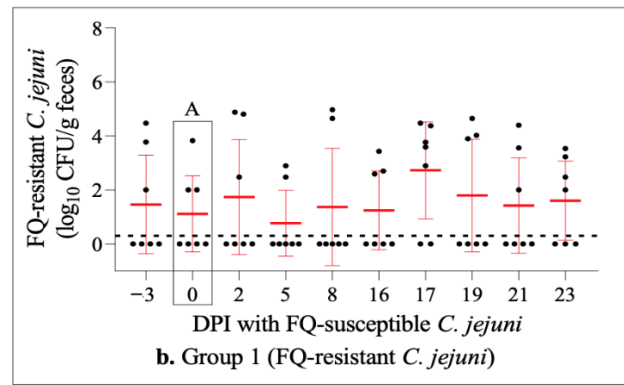 FQ-resistant C. jejuni
(log₁₀ CFU/g feces)
8
6
4
2
0
A
−3 0 2 5 8 16 17 19 21 23
DPI with FQ-susceptible C. jejuni
b. Group 1 (FQ-resistant C. jejuni)